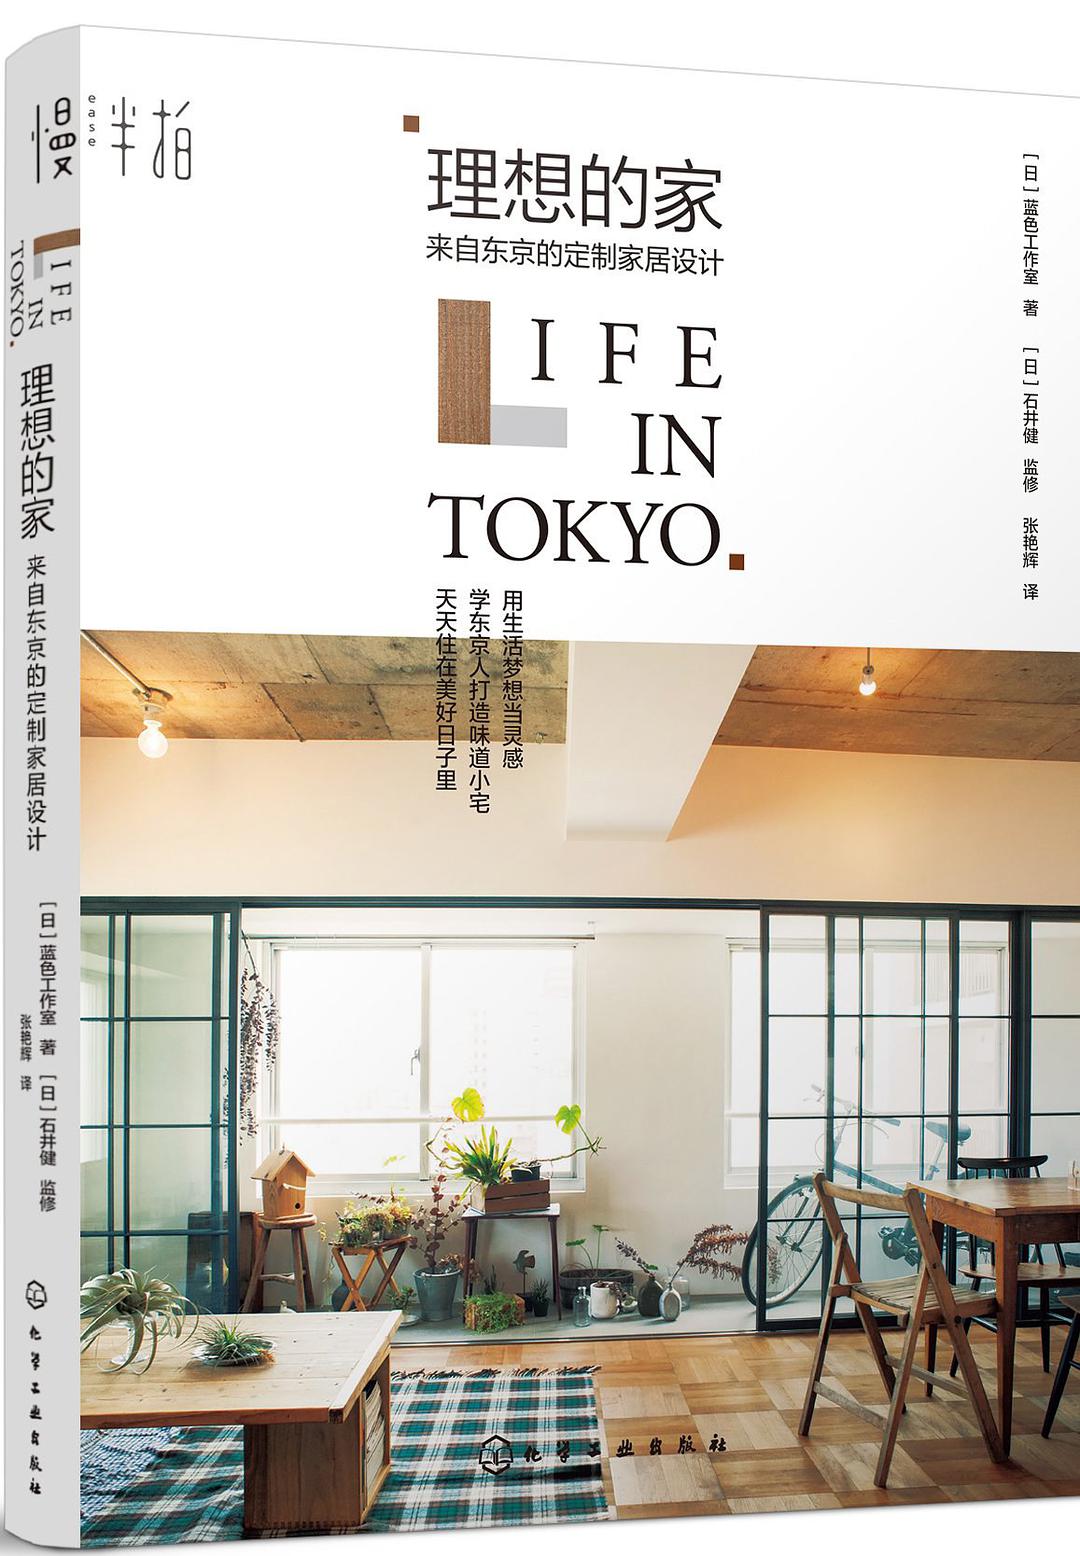 慢
ease
半拍
LIFE
IN
TOKYO.
理想的家
来自东京的定制家居设计
[日]蓝色工作室 著
[日]石井健 监修
张艳辉 译
化学工业出版社
理想的家
来自东京的定制家居设计
LIFE
IN
TOKYO.
[日]蓝色工作室 著 [日]石井健 监修 张艳辉 译
用生活梦想当灵感
学东京人打造味道小宅
天天住在美好日子里
化学工业出版社